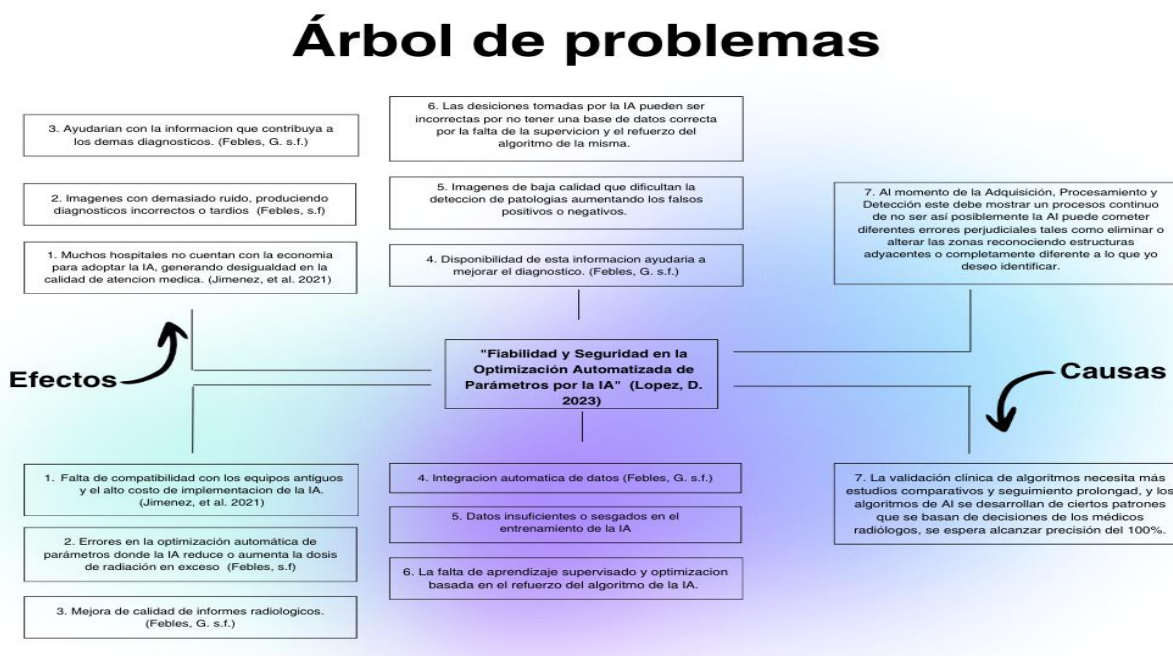 Árbol de problemas
3. Ayudarian con la informacion que contribuya a
los demas diagnosticos. (Febles, G. s.f.)
2. Imagenes con demasiado ruido, produciendo
diagnosticos incorrectos o tardios (Febles, s.f)
1. Muchos hospitales no cuentan con la economia
para adoptar la IA, generando desigualdad en la
calidad de atencion medica. (Jimenez, et al. 2021)
6. Las desiciones tomadas por la IA pueden ser
incorrectas por no tener una base de datos correcta
por la falta de la supervicion y el refuerzo del
algoritmo de la misma.
5. Imagenes de baja calidad que dificultan la
deteccion de patologias aumentando los falsos
positivos o negativos.
4. Disponibilidad de esta informacion ayudaria a
mejorar el diagnostico. (Febles, G. s.f.)
7. Al momento de la Adquisición, Procesamiento y
Detección este debe mostrar un procesos continuo
de no ser así posiblemente la AI puede cometer
diferentes errores perjudiciales tales como eliminar o
alterar las zonas reconociendo estructuras
adyacentes o completamente diferente a lo que yo
deseo identificar.
Efectos
"Fiabilidad y Seguridad en la
Optimización Automatizada de
Parámetros por la IA" (Lopez, D.
2023)
Causas
1. Falta de compatibilidad con los equipos antiguos
y el alto costo de implementacion de la IA.
(Jimenez, et al. 2021)
2. Errores en la optimización automática de
parámetros donde la IA reduce o aumenta la dosis
de radiación en exceso (Febles, s.f)
3. Mejora de calidad de informes radiologicos.
(Febles, G. s.f.)
4. Integracion automatica de datos (Febles, G. s.f.)
5. Datos insuficientes o sesgados en el
entrenamiento de la IA
6. La falta de aprendizaje supervisado y optimizacion
basada en el refuerzo del algoritmo de la IA.
7. La validación clínica de algoritmos necesita más
estudios comparativos y seguimiento prolongad, y los
algoritmos de AI se desarrollan de ciertos patrones
que se basan de decisiones de los médicos
radiólogos, se espera alcanzar precisión del 100%.